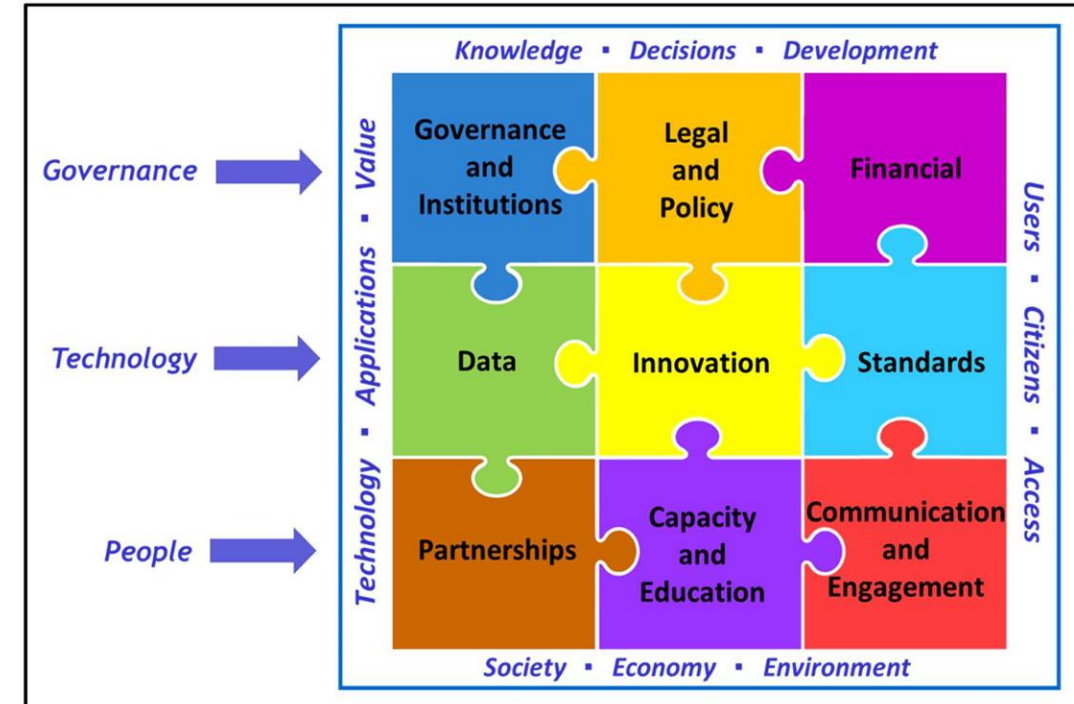 Knowledge ▪ Decisions ▪ Development
Governance
Technology ▪ Applications ▪ Value
Governance
and
Institutions
Legal
and
Policy
Financial
Users ▪ Citizens ▪ Access
Technology
Data
Innovation
Standards
People
Partnerships
Capacity
and
Education
Communication
and
Engagement
Society ▪ Economy ▪ Environment